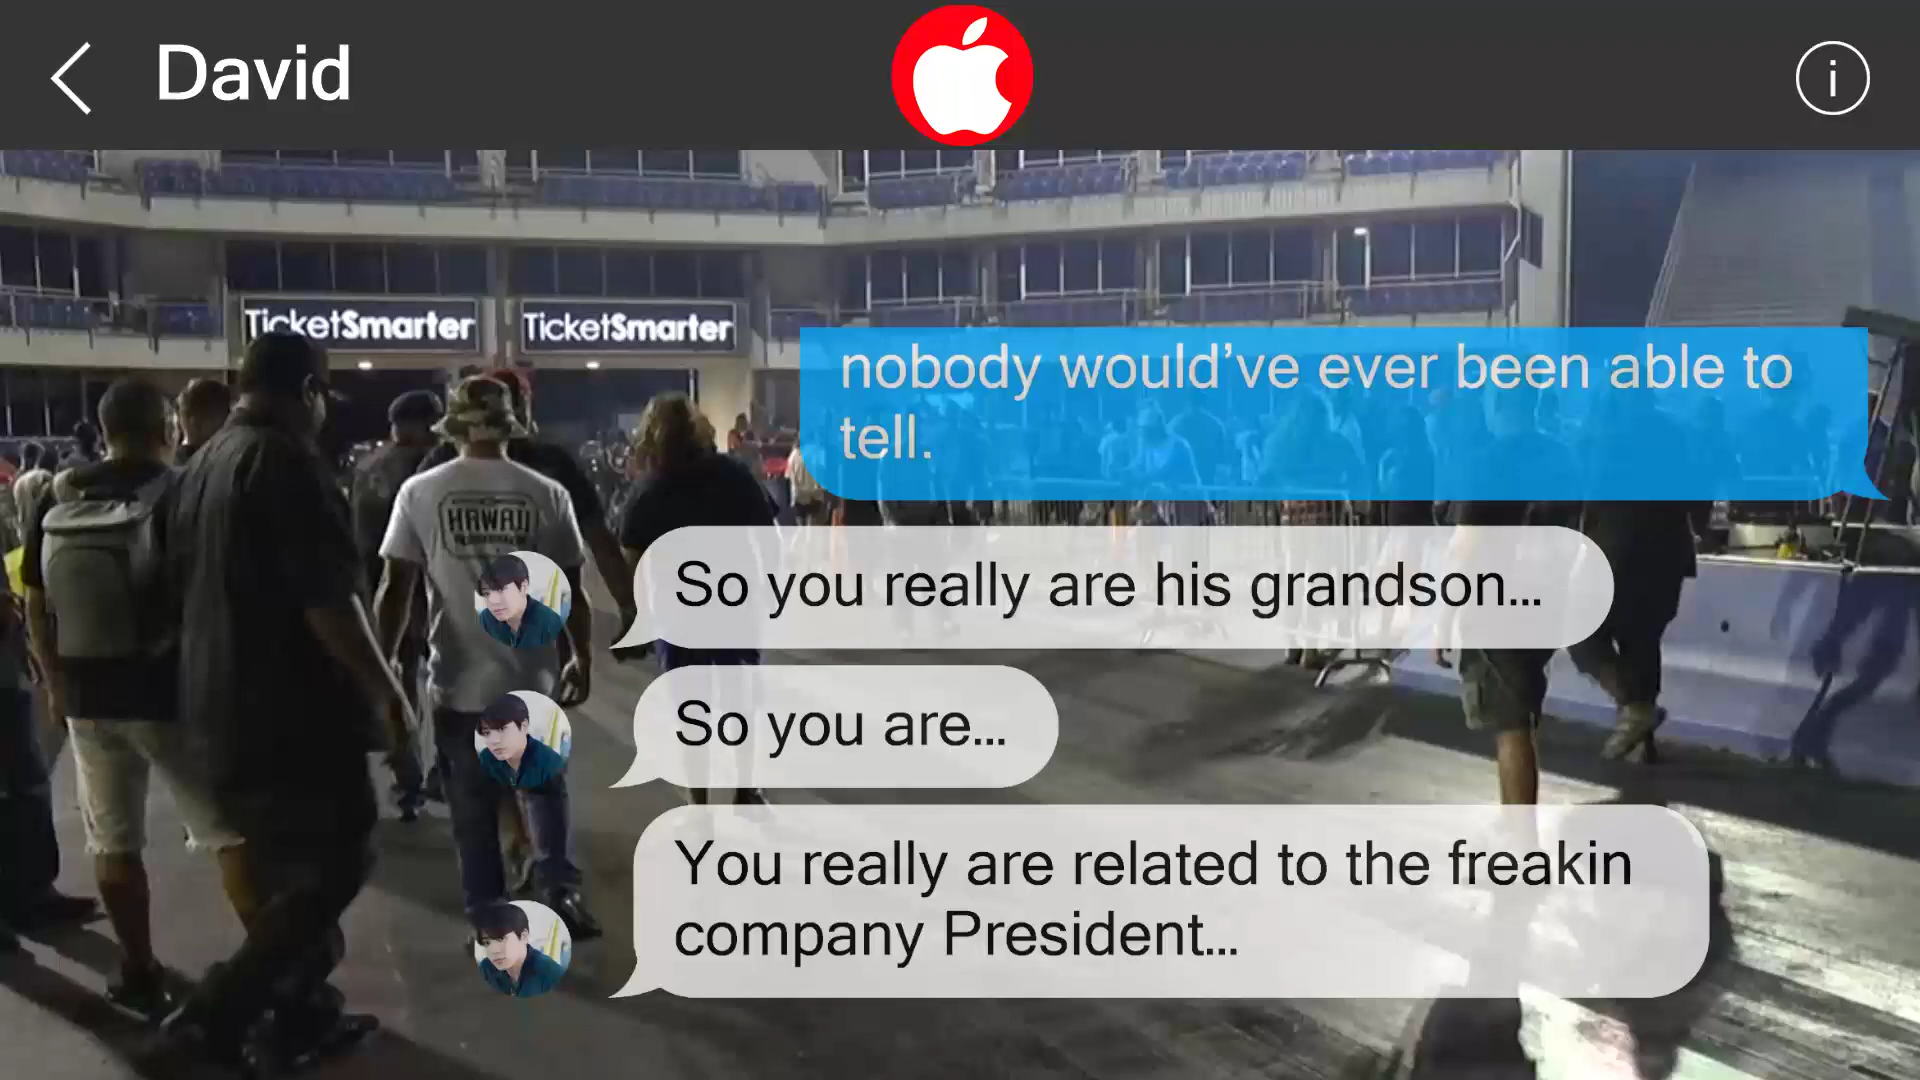 David
TicketSmarter
TicketSmarter
HAWAII
nobody would’ve ever been able to
tell.
So you really are his grandson...
So you are...
You really are related to the freakin
company President...